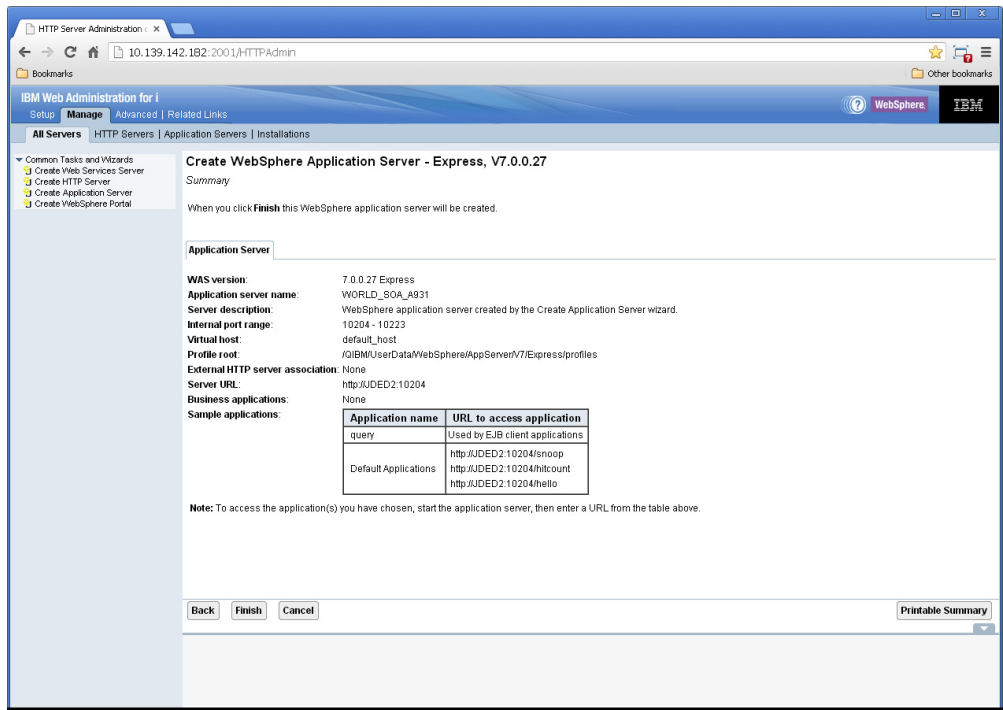 HTTP Server Administration
10.139.142.182:2001/HTTPAdmin
Bookmarks
Other bookmarks
IBM Web Administration for i
Setup Manage Advanced | Related Links
WebSphere.
IBM
All Servers HTTP Servers | Application Servers | Installations
Common Tasks and Wizards
Create Web Services Server
Create HTTP Server
Create Application Server
Create WebSphere Portal
Create WebSphere Application Server - Express, V7.0.0.27
Summary
When you click Finish this WebSphere application server will be created.
Application Server
WAS version: 7.0.0.27 Express
Application server name: WORLD_SOA_A931
Server description: WebSphere application server created by the Create Application Server wizard.
Internal port range: 10204 - 10223
Virtual host: default_host
Profile root: /QIBM/UserData/WebSphere/AppServer/V7/Express/profiles
External HTTP server association: None
Server URL: http://JDED2:10204
Business applications: None
Sample applications:
Application name URL to access application
query Used by EJB client applications
Default Applications
http://JDED2:10204/snoop
http://JDED2:10204/hitcount
http://JDED2:10204/hello
Note: To access the application(s) you have chosen, start the application server, then enter a URL from the table above.
Back Finish Cancel Printable Summary